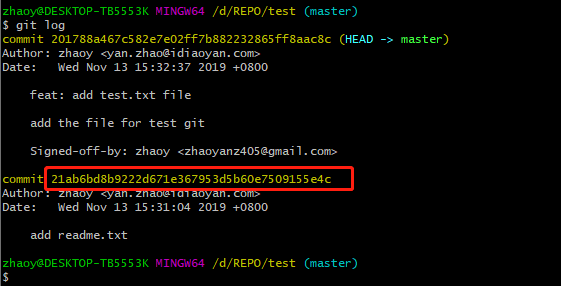 zhaoy@DESKTOP-TB5553K MINGW64 /d/REPO/test (master)
$ git log
commit 201788a467c582e7e02ff7b882232865ff8aac8c (HEAD -> master)
Author: zhaoy <yan.zhao@idiaoyan.com>
Date:   Wed Nov 13 15:32:37 2019 +0800
feat: add test.txt file
add the file for test git
Signed-off-by: zhaoy <zhaoyanz405@gmail.com>
commit 21ab6bd8b9222d671e367953d5b60e7509155e4c
Author: zhaoy <yan.zhao@idiaoyan.com>
Date:   Wed Nov 13 15:31:04 2019 +0800
add readme.txt
zhaoy@DESKTOP-TB5553K MINGW64 /d/REPO/test (master)
$